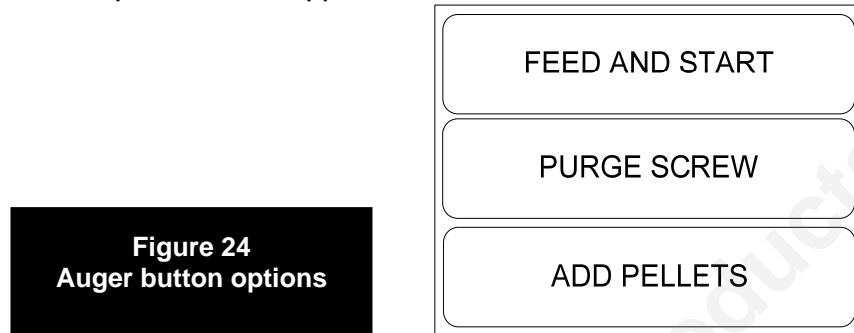 Figure 24
Auger button options
FEED AND START
PURGE SCREW
ADD PELLETS